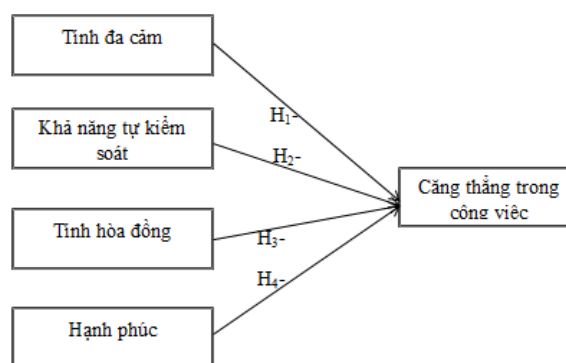 Tính đa cảm
H₁-
Khả năng tự kiểm
soát
H₂-
Căng thẳng trong
công việc
Tính hòa đồng
H₃-
H₄-
Hạnh phúc